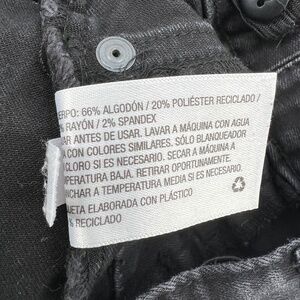 ERPO: 66% ALGODÓN / 20% POLIÉSTER RECICLADO /
% RAYÓN / 2% SPANDEX
AR ANTES DE USAR. LAVAR A MÁQUINA CON AGUA
A CON COLORES SIMILARES. SÓLO BLANQUEADOR
CLORO SI ES NECESARIO. SECAR A MÁQUINA A
MPERATURA BAJA. RETIRAR OPORTUNAMENTE.
NCHAR A TEMPERATURA MEDIA SI ES NECESARIO.
UETA ELABORADA CON PLÁSTICO
% RECICLADO